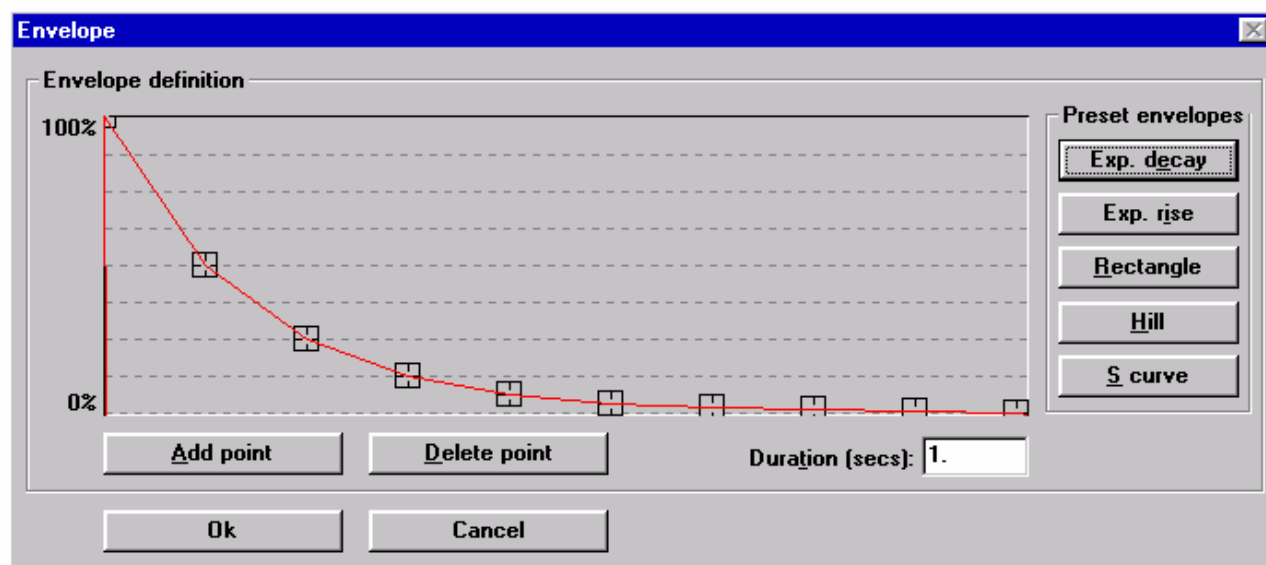 Envelope
Envelope definition
100%
0%
Preset envelopes
Exp. decay
Exp. rise
Rectangle
Hill
S curve
Add point
Delete point
Duration (secs): 1.
Ok
Cancel